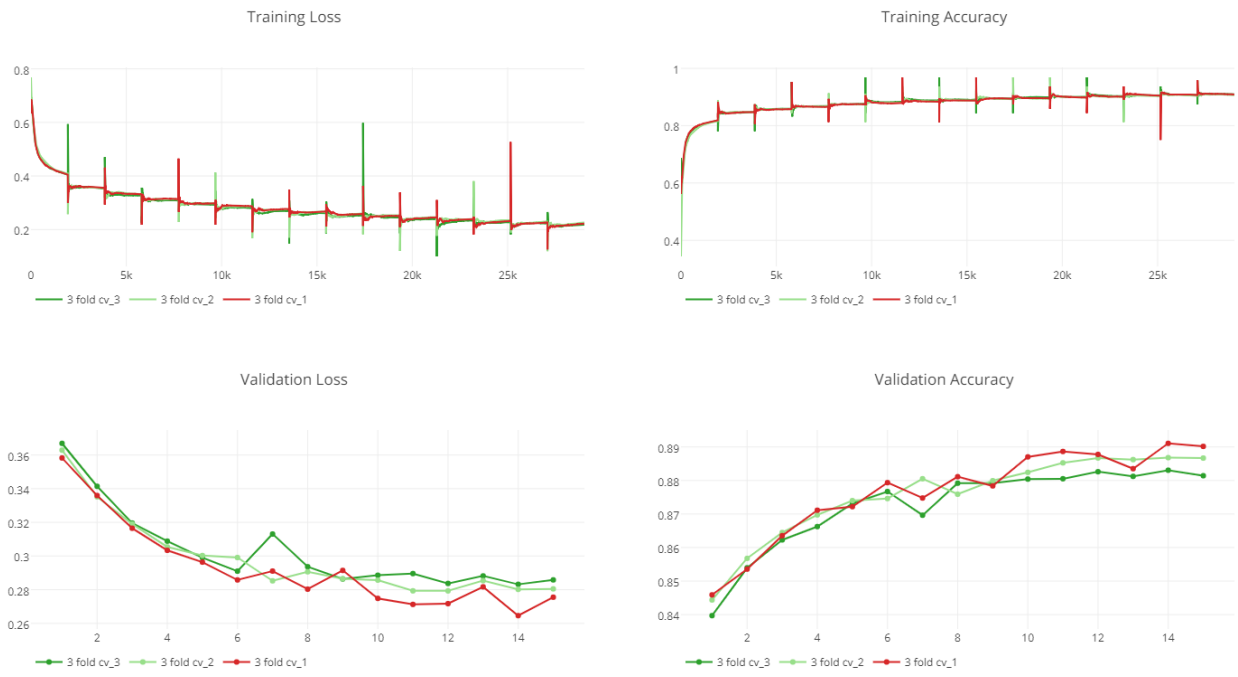 Training Loss
0.8
0.6
0.4
0.2
0 5k 10k 15k 20k 25k
3 fold cv_3 3 fold cv_2 3 fold cv_1
Training Accuracy
1
0.8
0.6
0.4
0 5k 10k 15k 20k 25k
3 fold cv_3 3 fold cv_2 3 fold cv_1
Validation Loss
0.36
0.34
0.32
0.3
0.28
0.26
2 4 6 8 10 12 14
3 fold cv_3 3 fold cv_2 3 fold cv_1
Validation Accuracy
0.89
0.88
0.87
0.86
0.85
0.84
2 4 6 8 10 12 14
3 fold cv_3 3 fold cv_2 3 fold cv_1